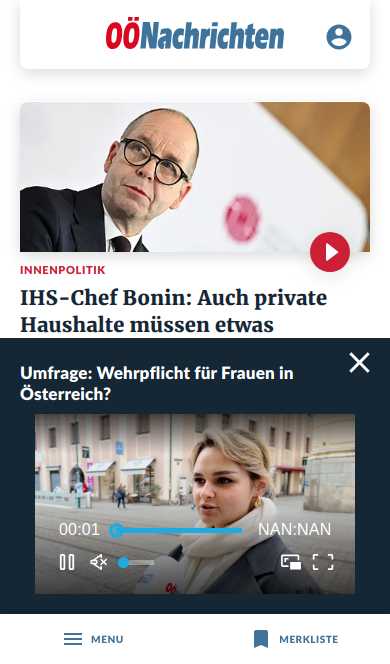 OÖNachrichten
INNENPOLITIK
IHS-Chef Bonin: Auch private
Haushalte müssen etwas
Umfrage: Wehrpflicht für Frauen in
Österreich?
00:01
NAN:NAN
MENU
MERKLISTE